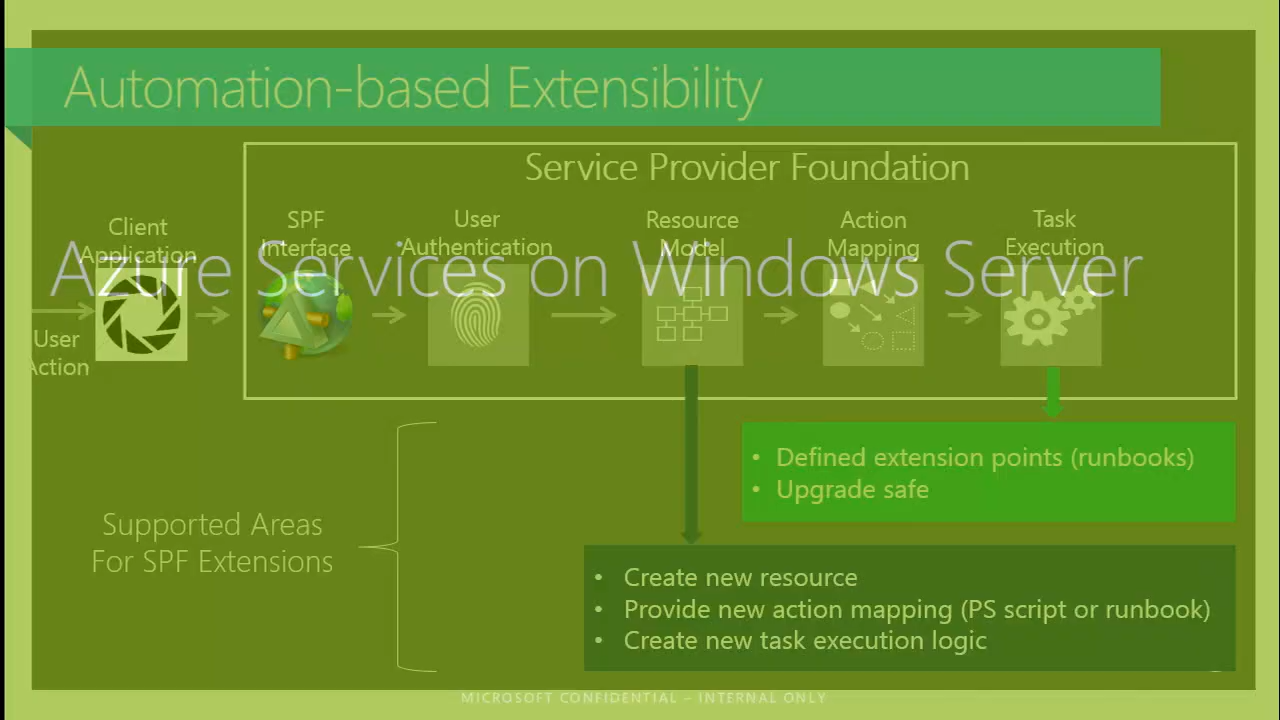 Automation-based Extensibility
Service Provider Foundation
Client
Application
SPF
Interface
User
Authentication
Resource
Model
Action
Mapping
Task
Execution
Azure Services on Windows Server
User
Action
• Defined extension points (runbooks)
• Upgrade safe
Supported Areas
For SPF Extensions
• Create new resource
• Provide new action mapping (PS script or runbook)
• Create new task execution logic
MICROSOFT CONFIDENTIAL – INTERNAL ONLY